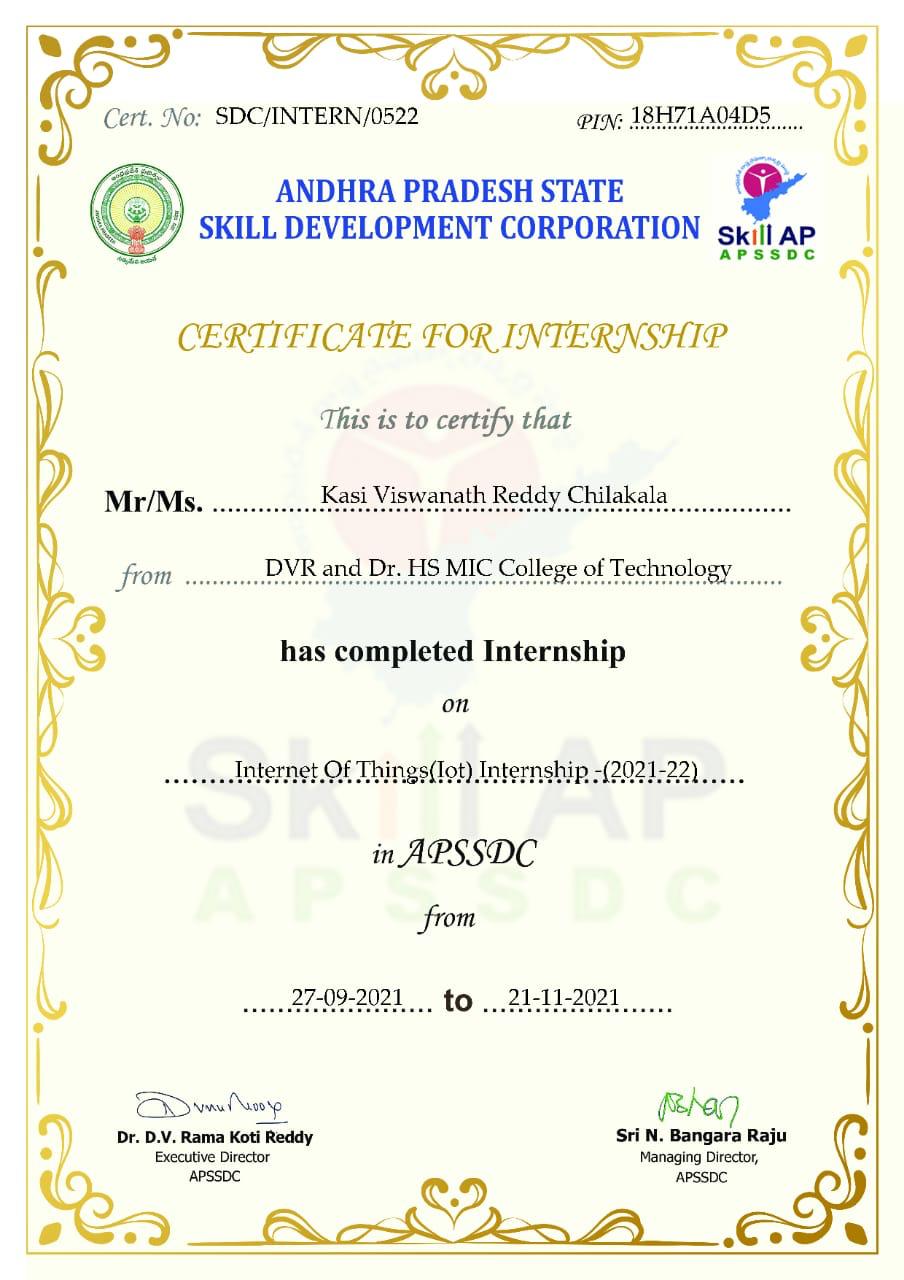 Cert. No: SDC/INTERN/0522
PIN: 18H71A04D5
ANDHRA PRADESH STATE
SKILL DEVELOPMENT CORPORATION
Skill AP
APSSDC
CERTIFICATE FOR INTERNSHIP
This is to certify that
Mr/Ms. Kasi Viswanath Reddy Chilakala
from DVR and Dr. HS MIC College of Technology
has completed Internship
on
Internet Of Things(Iot) Internship -(2021-22)
Skill AP
in APSSDC
APSSDC
from
27-09-2021 to 21-11-2021
Dr. D.V. Rama Koti Reddy
Executive Director
APSSDC
Sri N. Bangara Raju
Managing Director,
APSSDC